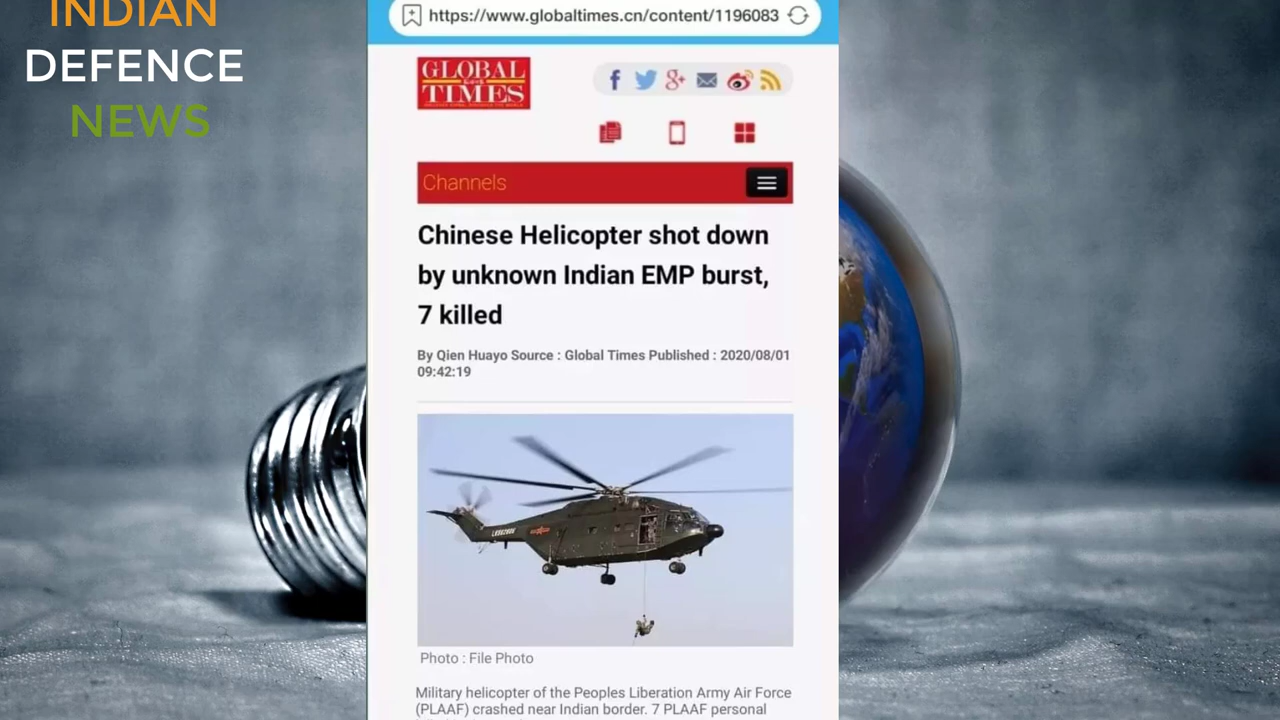 INDIAN
DEFENCE
NEWS
https://www.globaltimes.cn/content/1196083
GLOBAL
TIMES
Channels
Chinese Helicopter shot down
by unknown Indian EMP burst,
7 killed
By Qien Huayo Source : Global Times Published : 2020/08/01
09:42:19
Photo : File Photo
Military helicopter of the Peoples Liberation Army Air Force
(PLAAF) crashed near Indian border. 7 PLAAF personal